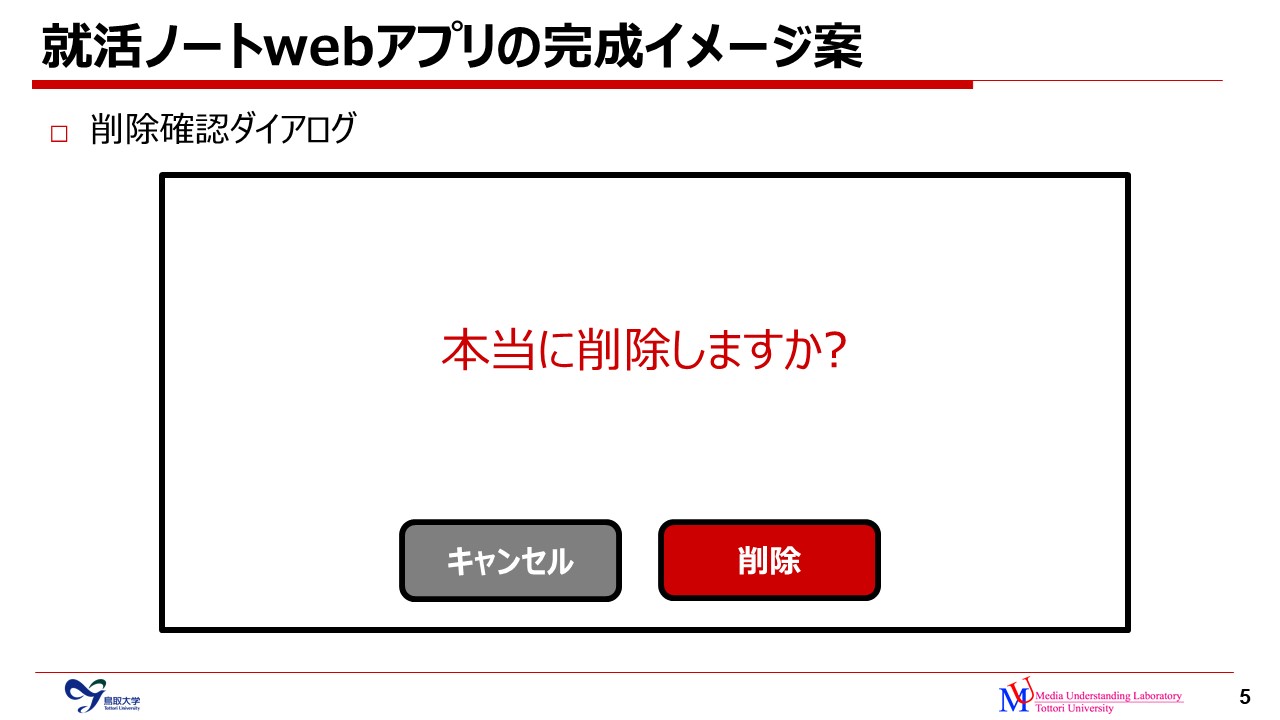 就活ノートwebアプリの完成イメージ案
削除確認ダイアログ
本当に削除しますか?
キャンセル
削除
鳥取大学
Tottori University
MU
Media Understanding Laboratory
Tottori University
5